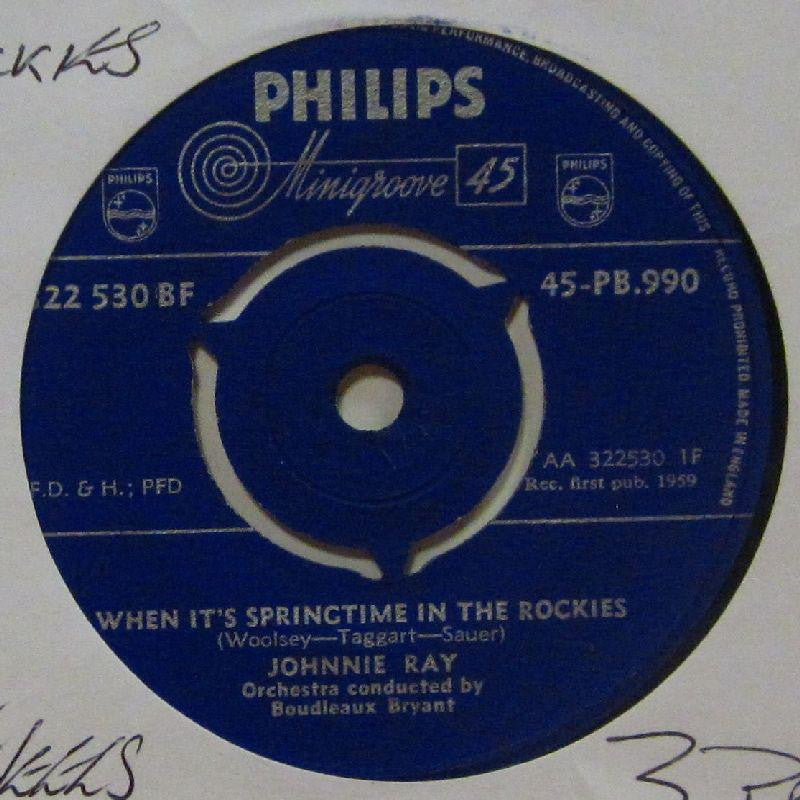 PHILIPS
Minigroove 45
PHILIPS
PHILIPS
PERFORMANCE, BROADCASTING AND COPYING OF THIS RECORD PROHIBITED MADE IN ENGLAND
322 530 BF
45-PB.990
AA 322530 1F
F.D. & H.; PFD
Rec. first pub. 1959
WHEN IT'S SPRINGTIME IN THE ROCKIES
(Woolsey—Taggart—Sauer)
JOHNNIE RAY
Orchestra conducted by
Boudleaux Bryant